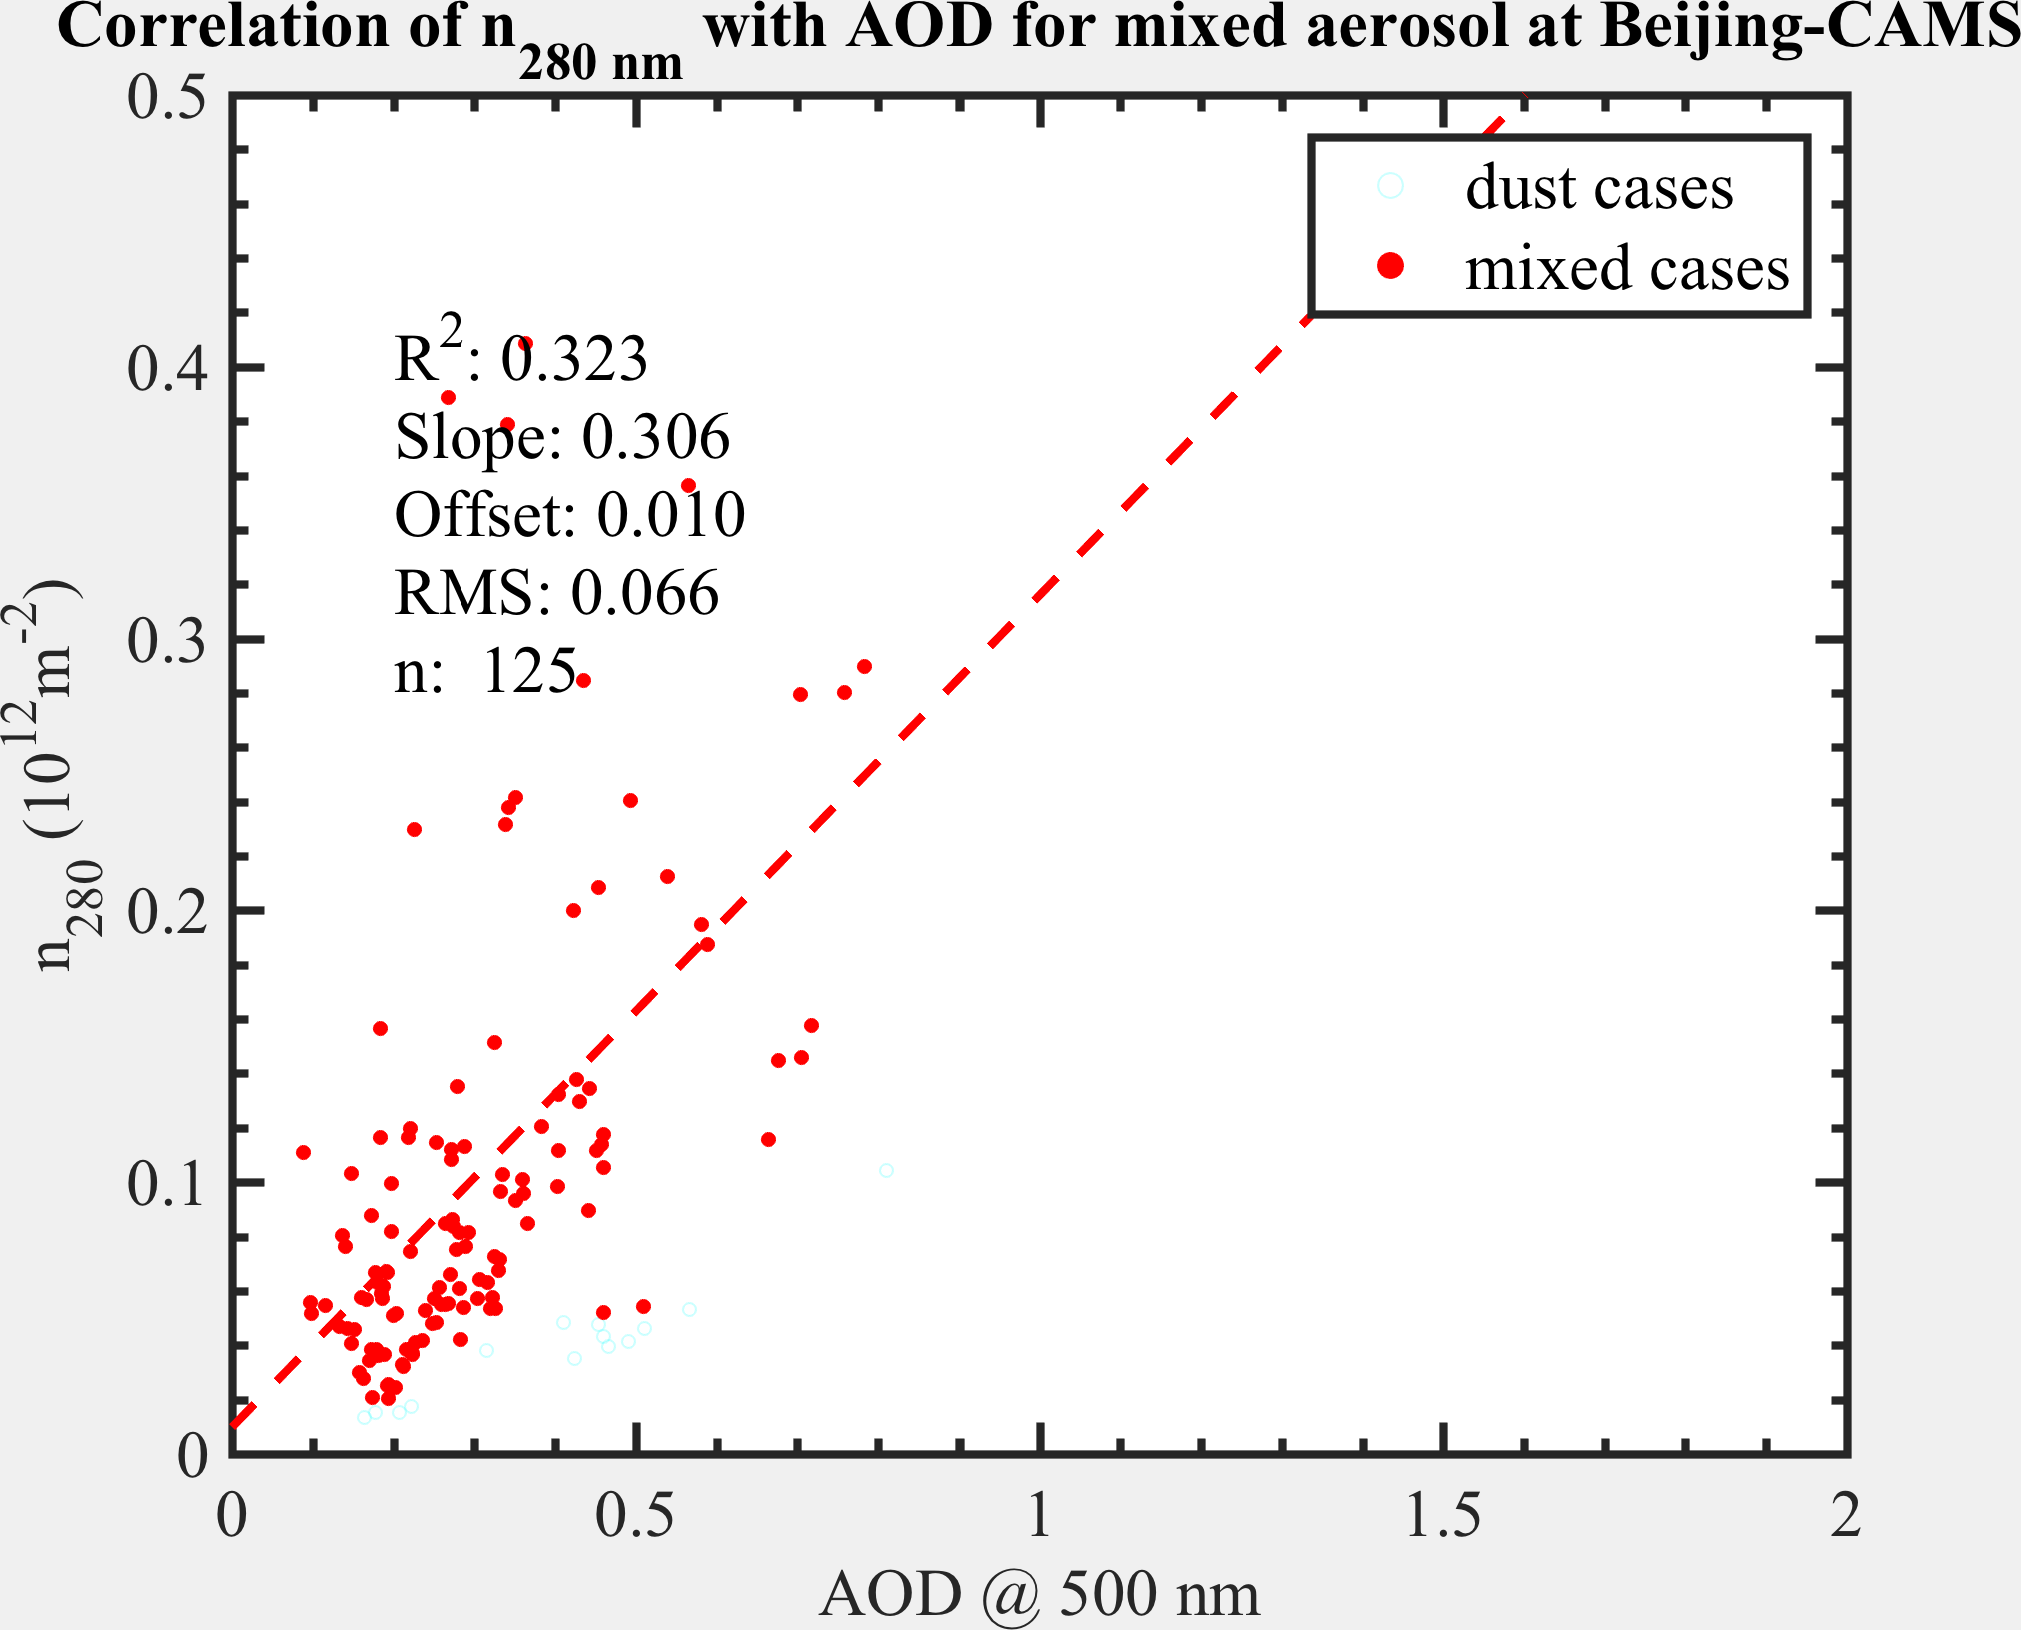 Correlation of n280 nm with AOD for mixed aerosol at Beijing-CAMS
0.5
0.4
0.3
0.2
0.1
0
n280 (10^12m^-2)
dust cases
mixed cases
R^2: 0.323
Slope: 0.306
Offset: 0.010
RMS: 0.066
n: 125
0 0.5 1 1.5 2
AOD @ 500 nm